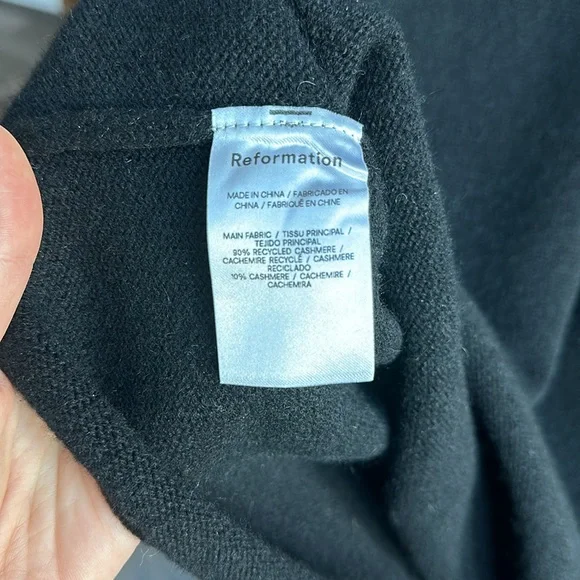 Reformation
MADE IN CHINA / FABRICADO EN
CHINA / FABRIQUÉ EN CHINE
MAIN FABRIC / TISSU PRINCIPAL /
TEJIDO PRINCIPAL
90% RECYCLED CASHMERE /
CACHEMIRE RECYCLÉ / CASHMERE
RECICLADO
10% CASHMERE / CACHEMIRE /
CACHEMIRA